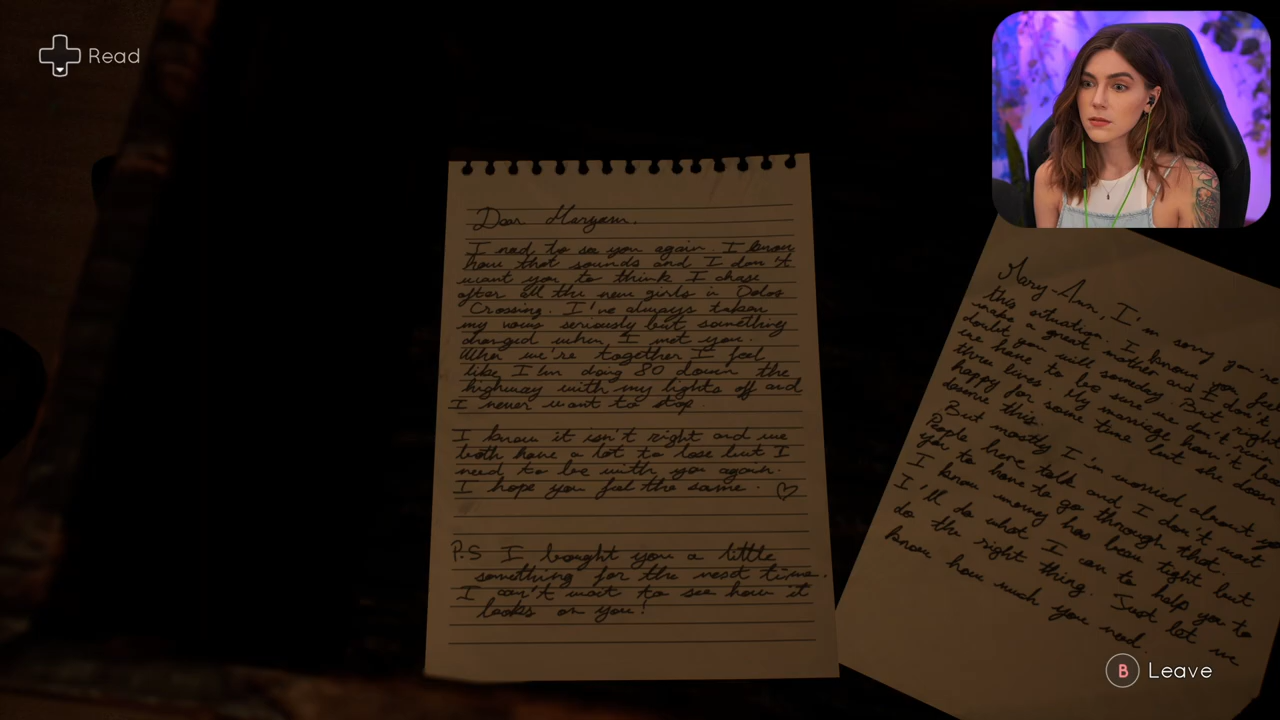 Read
Dear Maryann.
I need to see you again. I know
how that sounds and I don't
want you to think I chase
after all the new girls in Delos
Crossing. I've always taken
my vows seriously but something
changed when I met you.
When we're together I feel
like I'm doing 80 down the
highway with my lights off and
I never want to stop.
I know it isn't right and we
both have a lot to lose but I
need to be with you again.
I hope you feel the same. ♡
P.S I bought you a little
something for the next time.
I can't wait to see how it
looks on you!
Mary-Ann, I'm sorry you're
this situation. I know you feel
make a great mother and I don't
doubt you will someday. But right
we have to be sure we don't ruin
three lives. My marriage hasn't been
happy for some time but she doesn
deserve this.
But mostly I'm worried about yo
People here talk and I don't want
you to have to go through that.
I know money has been tight but
I'll do what I can to help you to
do the right thing. Just let me
know how much you need.
B Leave